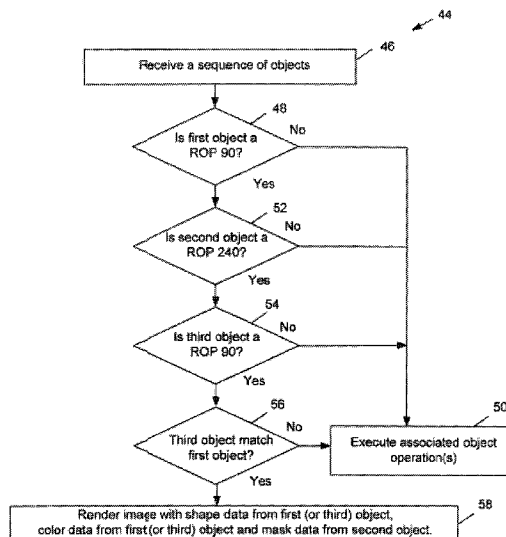 44
46
Receive a sequence of objects
48
Is first object a
ROP 90?
No
Yes
52
Is second object a
ROP 240?
No
Yes
54
Is third object a
ROP 90?
No
Yes
56
Third object match
first object?
No
50
Execute associated object
operation(s)
Yes
58
Render image with shape data from first (or third) object,
color data from first (or third) object and mask data from second object.